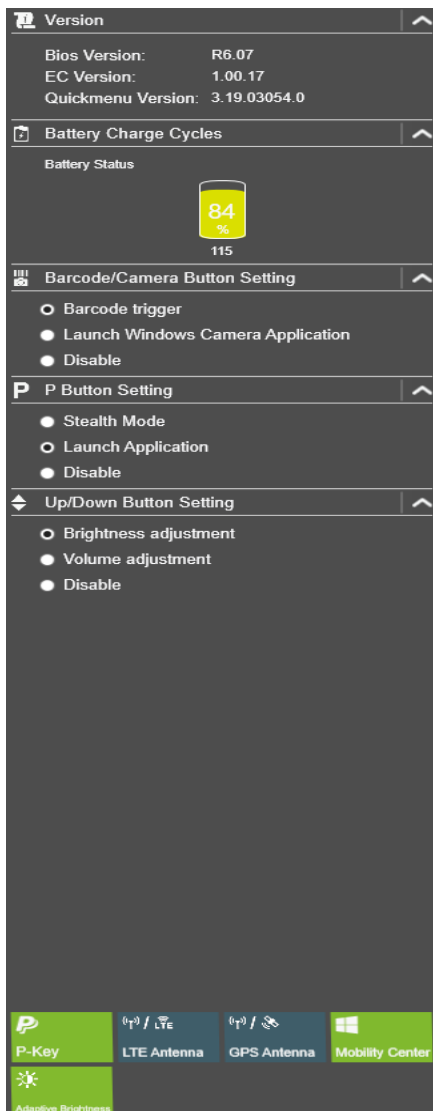 Version
Bios Version: R6.07
EC Version: 1.00.17
Quickmenu Version: 3.19.03054.0
Battery Charge Cycles
Battery Status
84
%
115
Barcode/Camera Button Setting
Barcode trigger
Launch Windows Camera Application
Disable
P P Button Setting
Stealth Mode
Launch Application
Disable
Up/Down Button Setting
Brightness adjustment
Volume adjustment
Disable
P-Key
/ LTE
LTE Antenna
/
GPS Antenna
Mobility Center
Adaptive Brightness